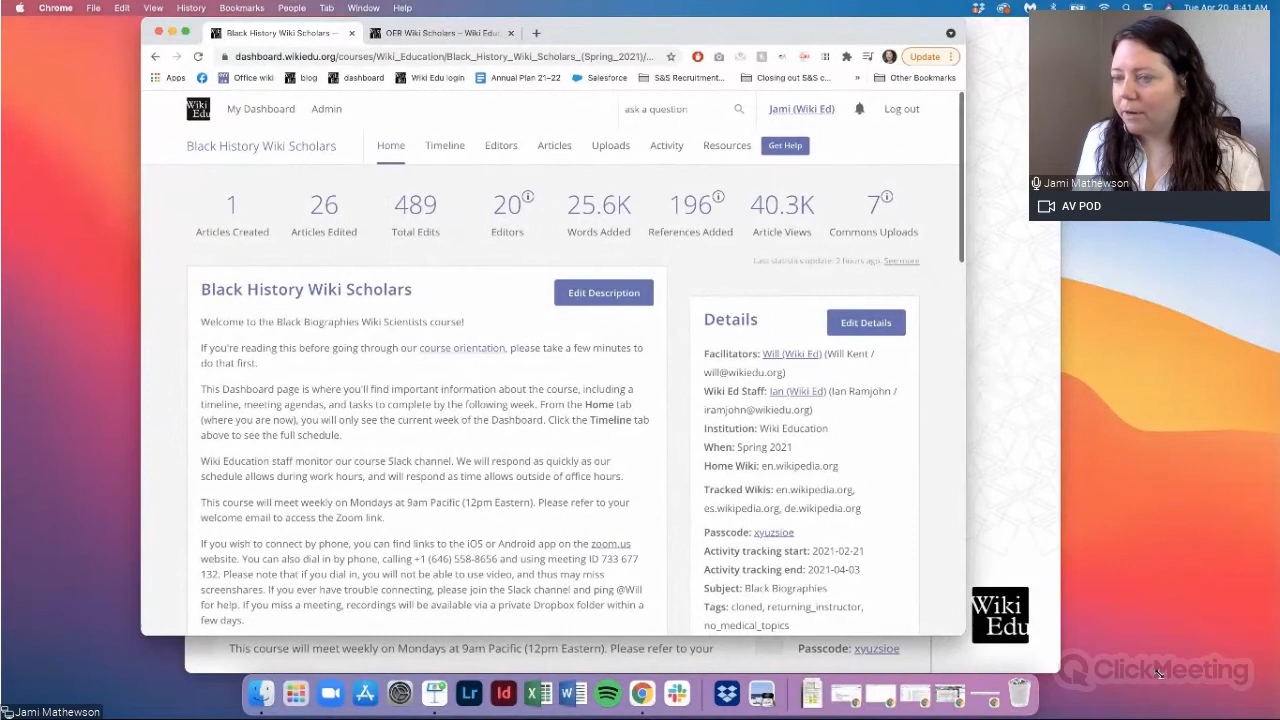 Chrome File Edit View History Bookmarks People Tab Window Help
Tue Apr 20 8:41 AM
Black History Wiki Scholars – OER Wiki Scholars – Wiki Educ
dashboard.wikiedu.org/courses/Wiki_Education/Black_History_Wiki_Scholars_(Spring_2021)/...
Update
Apps Office wiki blog dashboard Wiki Edu login Annual Plan 21–22 Salesforce S&S Recruitment... Closing out S&S c... » Other Bookmarks
Wiki Edu My Dashboard Admin ask a question Jami (Wiki Ed) Log out
Black History Wiki Scholars Home Timeline Editors Articles Uploads Activity Resources Get Help
1 26 489 20 25.6K 196 40.3K 7
Articles Created Articles Edited Total Edits Editors Words Added References Added Article Views Commons Uploads
Last statistics update: 2 hours ago. See more
Black History Wiki Scholars
Edit Description
Welcome to the Black Biographies Wiki Scientists course!
If you're reading this before going through our course orientation, please take a few minutes to
do that first.
This Dashboard page is where you'll find important information about the course, including a
timeline, meeting agendas, and tasks to complete by the following week. From the Home tab
(where you are now), you will only see the current week of the Dashboard. Click the Timeline tab
above to see the full schedule.
Wiki Education staff monitor our course Slack channel. We will respond as quickly as our
schedule allows during work hours, and will respond as time allows outside of office hours.
This course will meet weekly on Mondays at 9am Pacific (12pm Eastern). Please refer to your
welcome email to access the Zoom link.
If you wish to connect by phone, you can find links to the iOS or Android app on the zoom.us
website. You can also dial in by phone, calling +1 (646) 558-8656 and using meeting ID 733 677
132. Please note that if you dial in, you will not be able to use video, and thus may miss
screenshares. If you ever have trouble connecting, please join the Slack channel and ping @Will
for help. If you miss a meeting, recordings will be available via a private Dropbox folder within a
few days.
Details
Edit Details
Facilitators: Will (Wiki Ed) (Will Kent /
will@wikiedu.org)
Wiki Ed Staff: Ian (Wiki Ed) (Ian Ramjohn /
iramjohn@wikiedu.org)
Institution: Wiki Education
When: Spring 2021
Home Wiki: en.wikipedia.org
Tracked Wikis: en.wikipedia.org,
es.wikipedia.org, de.wikipedia.org
Passcode: xyuzsioe
Activity tracking start: 2021-02-21
Activity tracking end: 2021-04-03
Subject: Black Biographies
Tags: cloned, returning_instructor,
no_medical_topics
This course will meet weekly on Mondays at 9am Pacific (12pm Eastern). Please refer to your
Passcode: xyuzsioe
Jami Mathewson
AV POD
Wiki
Edu
ClickMeeting
Jami Mathewson